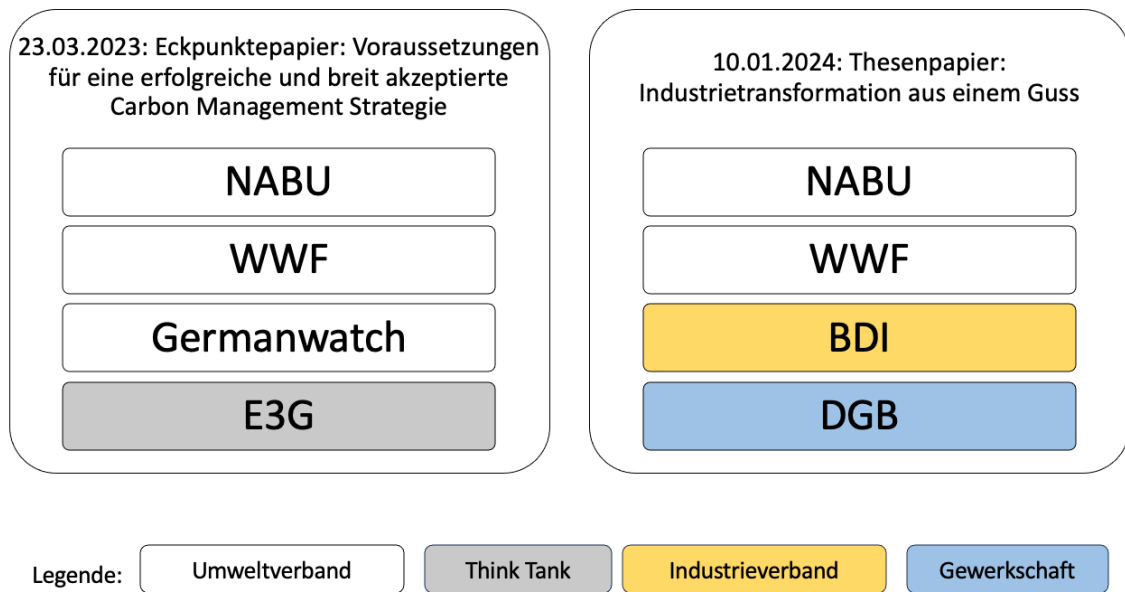 23.03.2023: Eckpunktepapier: Voraussetzungen
für eine erfolgreiche und breit akzeptierte
Carbon Management Strategie
NABU
WWF
Germanwatch
E3G
10.01.2024: Thesenpapier:
Industrietransformation aus einem Guss
NABU
WWF
BDI
DGB
Legende:
Umweltverband
Think Tank
Industrieverband
Gewerkschaft